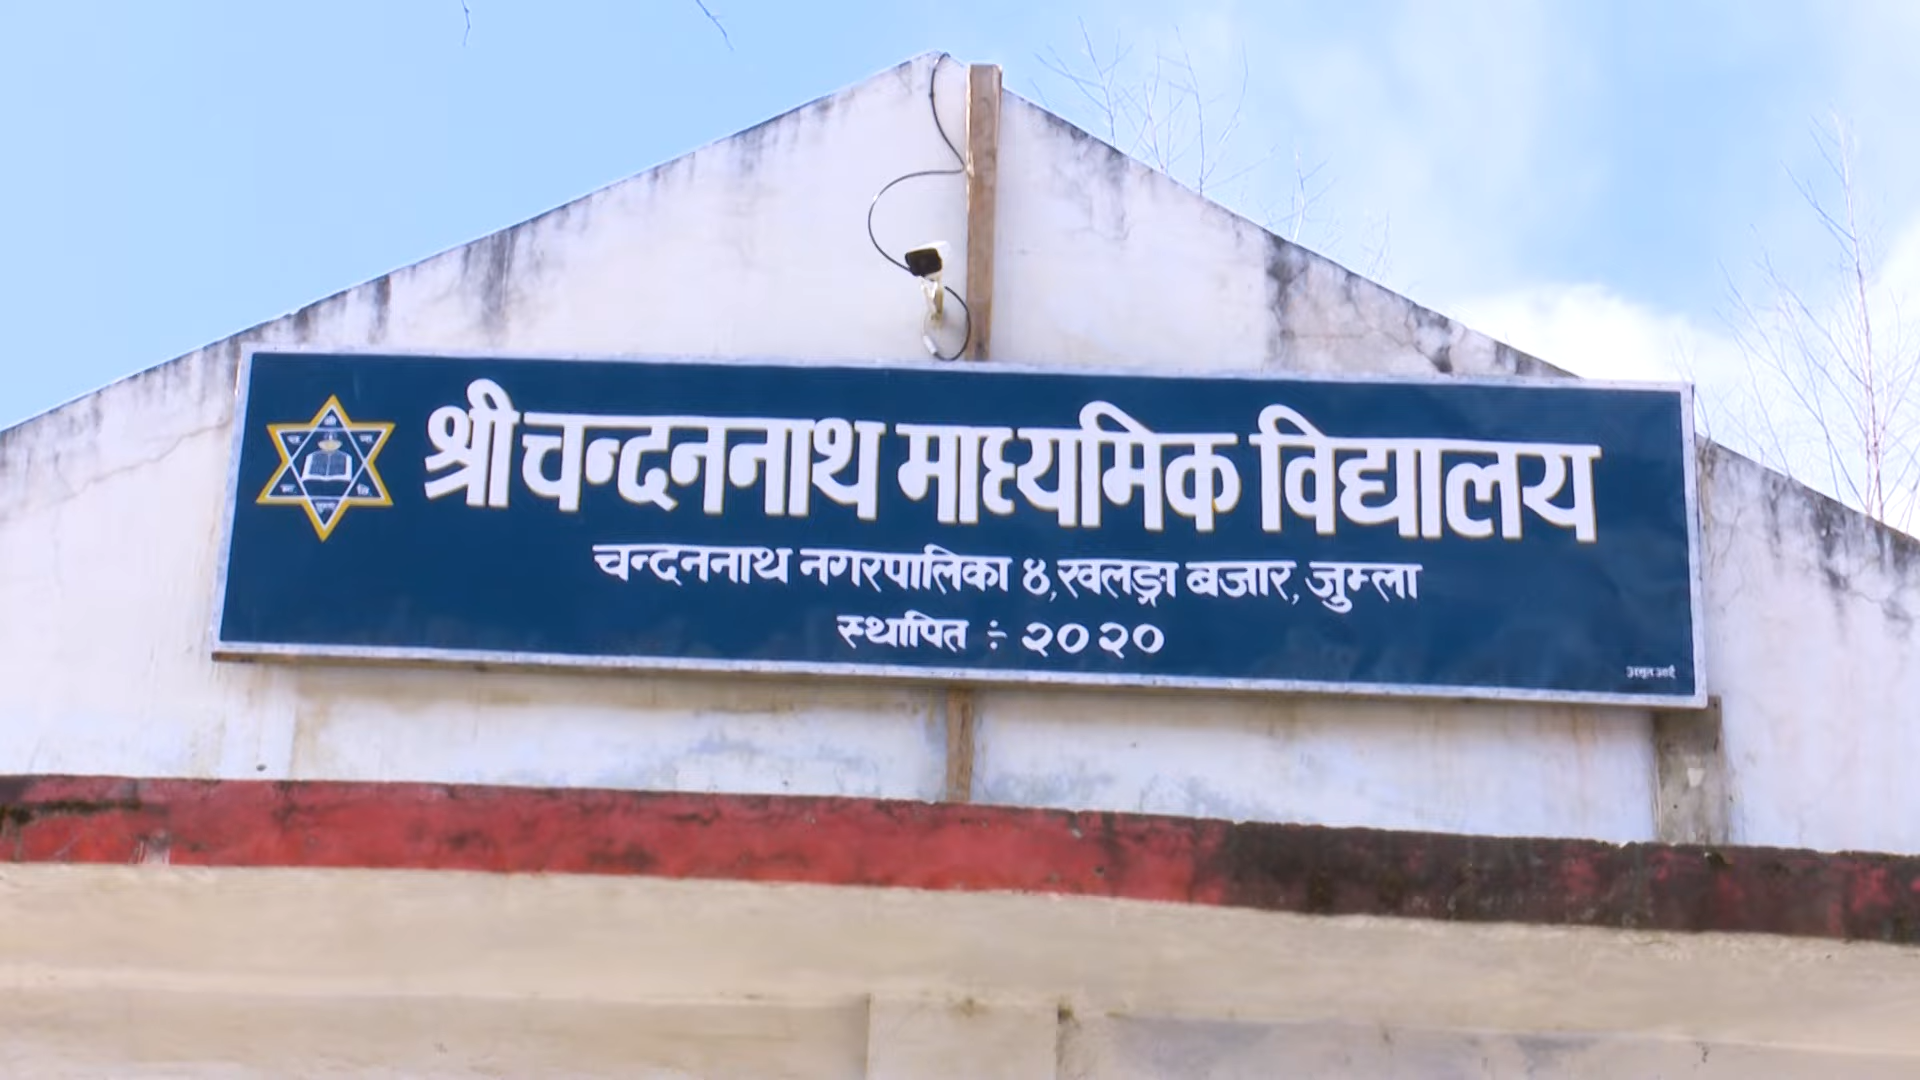 श्री चन्दननाथ माध्यमिक विद्यालय
चन्दननाथ नगरपालिका ४, खलङ्गा बजार, जुम्ला
स्थापित ÷ २०२०